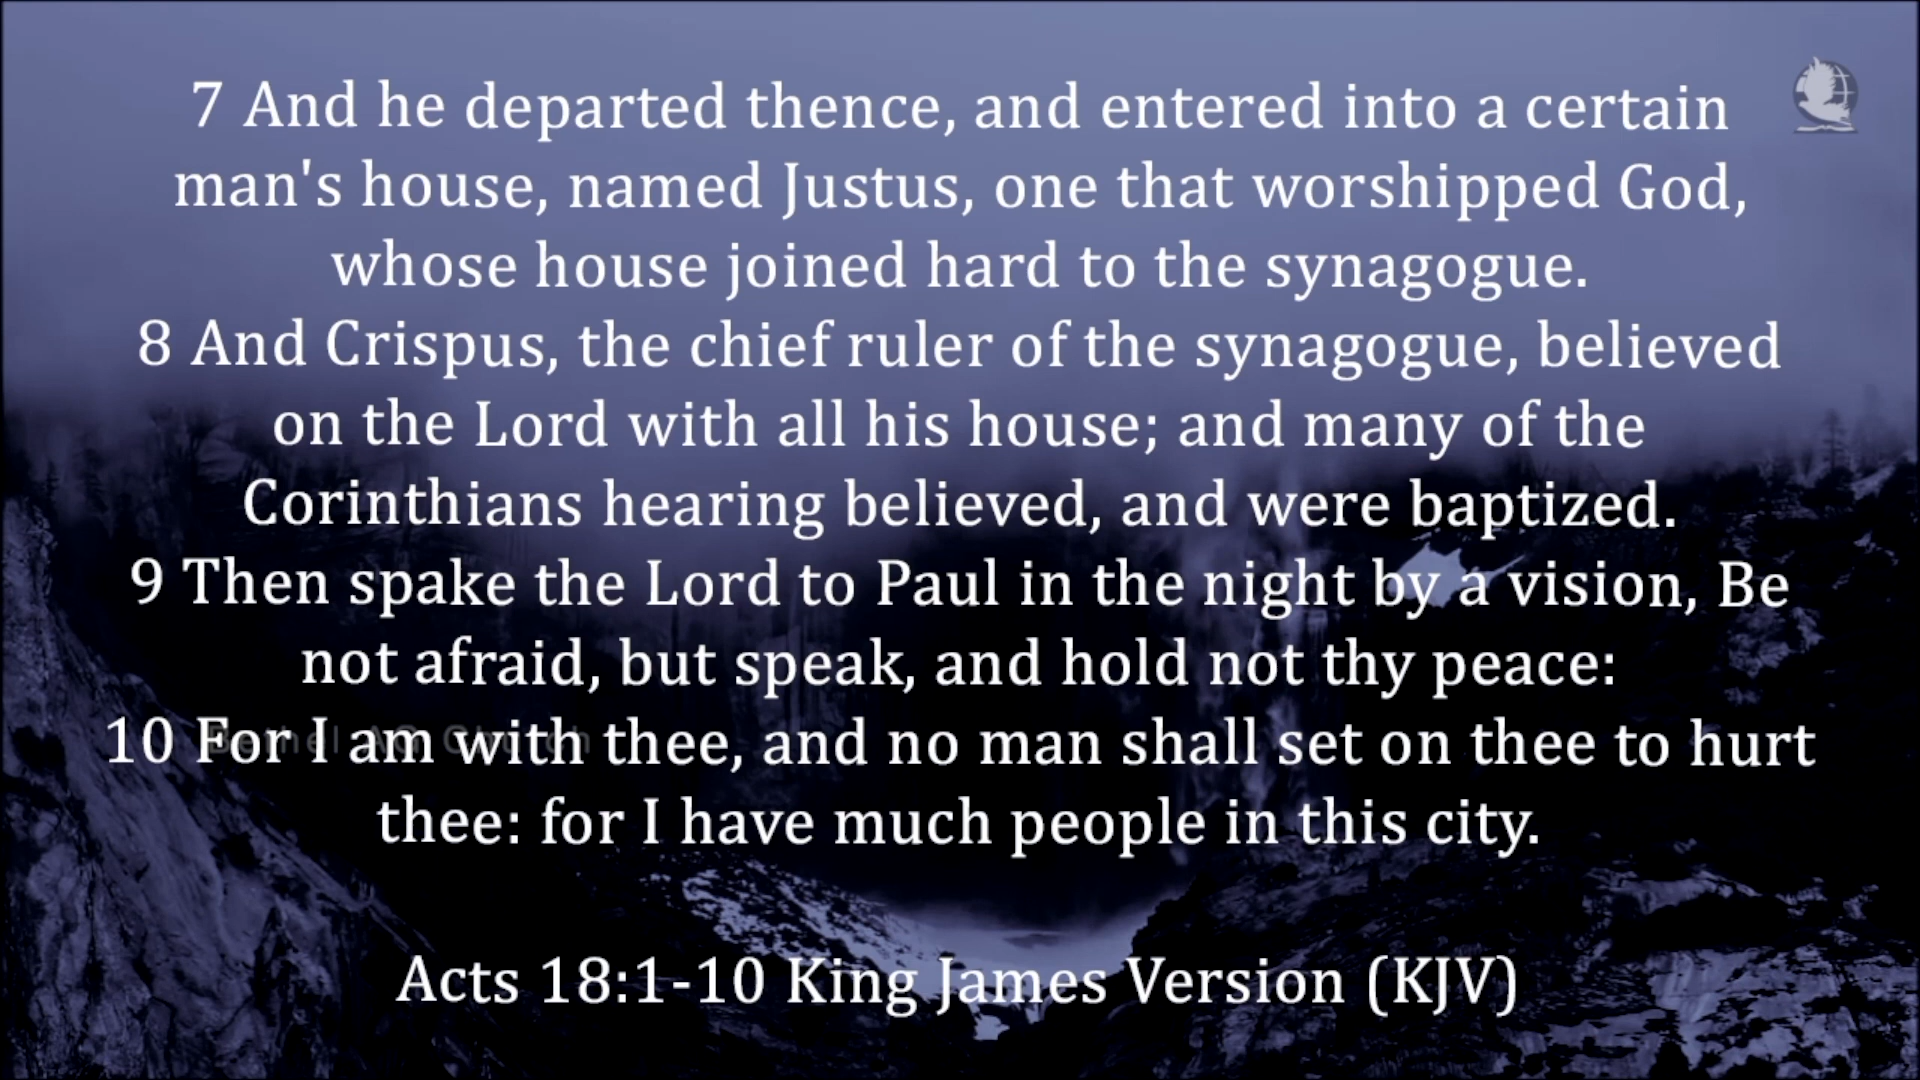 7 And he departed thence, and entered into a certain
man's house, named Justus, one that worshipped God,
whose house joined hard to the synagogue.
8 And Crispus, the chief ruler of the synagogue, believed
on the Lord with all his house; and many of the
Corinthians hearing believed, and were baptized.
9 Then spake the Lord to Paul in the night by a vision, Be
not afraid, but speak, and hold not thy peace:
10 For I am with thee, and no man shall set on thee to hurt
Bethel AG Church
thee: for I have much people in this city.
Acts 18:1-10 King James Version (KJV)